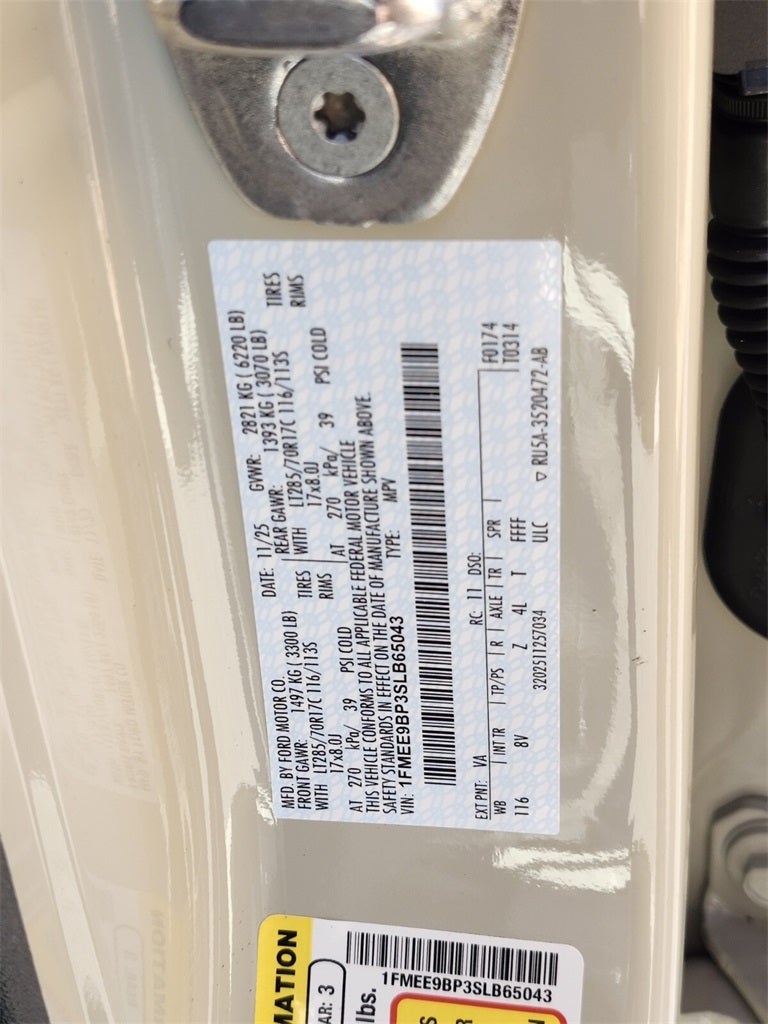 MFD. BY FORD MOTOR CO. DATE: 11/25 GVWR: 2821 KG ( 6220 LB)
FRONT GAWR: 1497 KG ( 3300 LB) REAR GAWR: 1393 KG ( 3070 LB)
WITH LT285/70R17C 116/113S TIRES WITH LT285/70R17C 116/113S TIRES
17x8.0J RIMS 17x8.0J RIMS
AT 270 kPa/ 39 PSI COLD AT 270 kPa/ 39 PSI COLD
THIS VEHICLE CONFORMS TO ALL APPLICABLE FEDERAL MOTOR VEHICLE
SAFETY STANDARDS IN EFFECT ON THE DATE OF MANUFACTURE SHOWN ABOVE.
VIN: 1FMEE9BP3SLB65043 TYPE: MPV
EXT PNT: VA RC: 11 DSO:
WB INT TR TP/PS R AXLE TR SPR F0174
116 8V Z 4L T FFFF T0314
3202511257034 ULC ▽ RU5A-3520472-AB
MATION
AR: 3
lbs.
1FMEE9BP3SLB65043